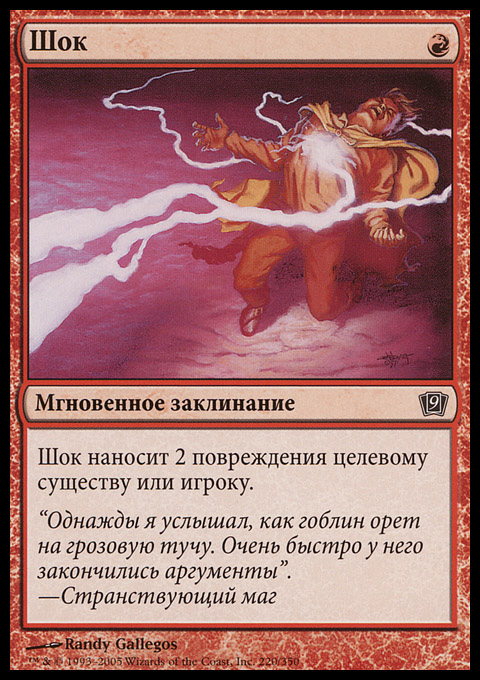 Шок
Мгновенное заклинание
9
Шок наносит 2 повреждения целевому
существу или игроку.
“Однажды я услышал, как гоблин орет
на грозовую тучу. Очень быстро у него
закончились аргументы”.
—Странствующий маг
Randy Gallegos
™ & © 1993–2005 Wizards of the Coast, Inc. 220/350